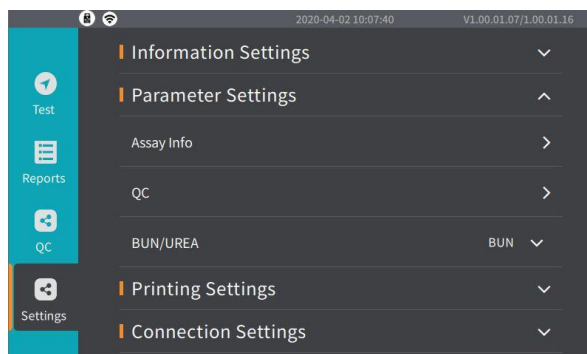 2020-04-02 10:07:40 V1.00.01.07/1.00.01.16
Information Settings
Test
Parameter Settings
Assay Info
Reports
QC
QC
BUN/UREA BUN
Settings
Printing Settings
Connection Settings